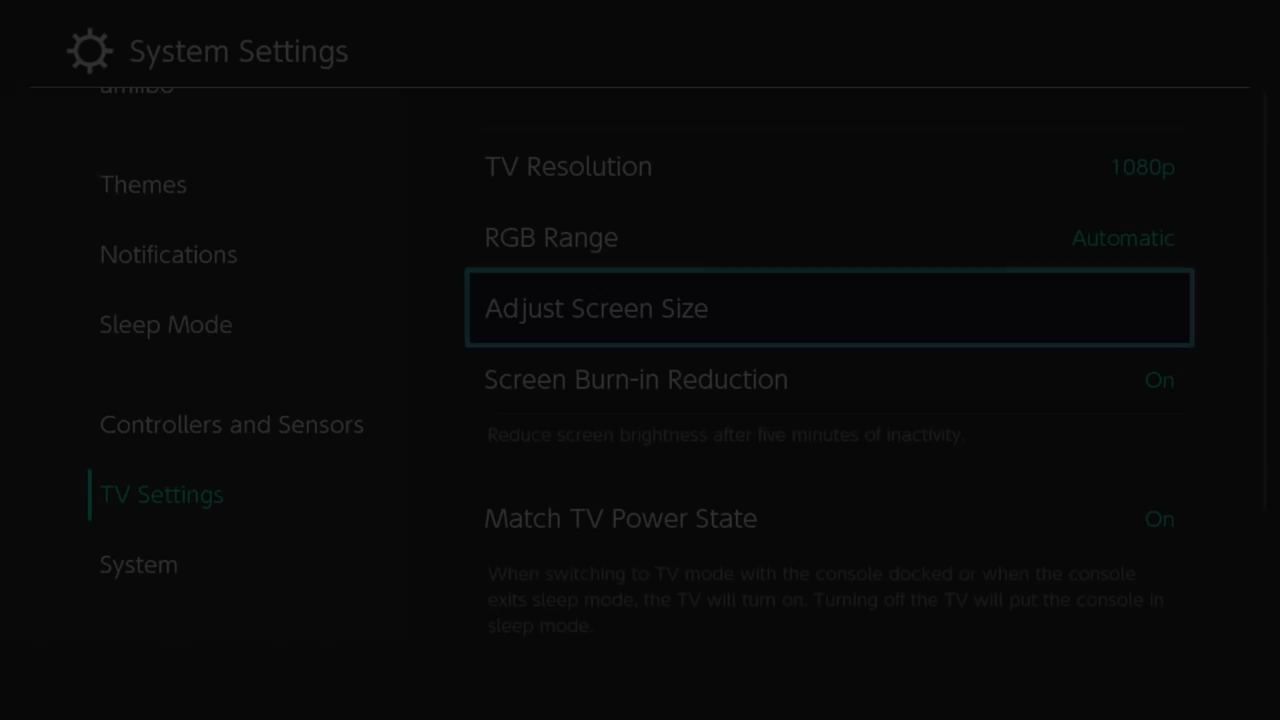 System Settings
amiibo
Themes
Notifications
Sleep Mode
Controllers and Sensors
TV Settings
System
TV Resolution 1080p
RGB Range Automatic
Adjust Screen Size
Screen Burn-in Reduction On
Reduce screen brightness after five minutes of inactivity.
Match TV Power State On
When switching to TV mode with the console docked or when the console
exits sleep mode, the TV will turn on. Turning off the TV will put the console in
sleep mode.